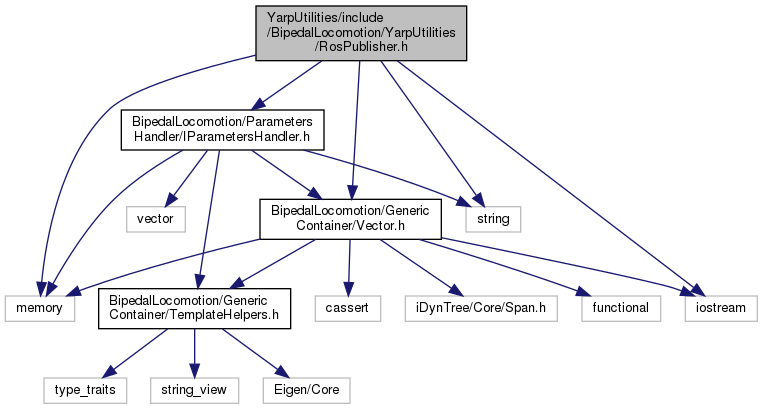 YarpUtilities/include
/BipedalLocomotion/YarpUtilities
/RosPublisher.h
BipedalLocomotion/Parameters
Handler/IParametersHandler.h
vector
BipedalLocomotion/Generic
Container/Vector.h
string
memory
BipedalLocomotion/Generic
Container/TemplateHelpers.h
cassert
iDynTree/Core/Span.h
functional
iostream
type_traits
string_view
Eigen/Core